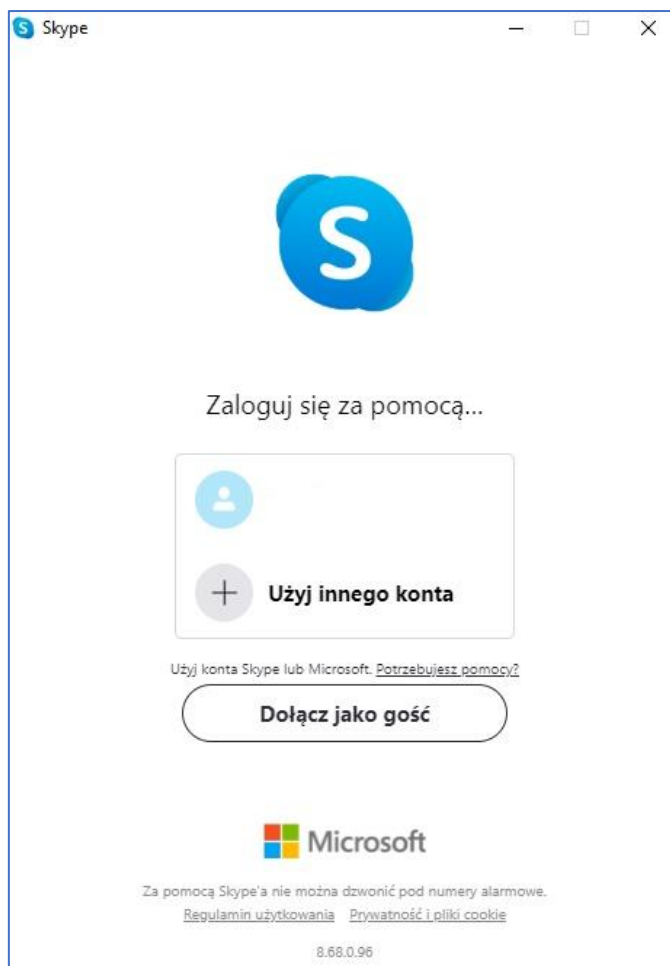 Skype
Zaloguj się za pomocą...
Użyj innego konta
Użyj konta Skype lub Microsoft. Potrzebujesz pomocy?
Dołącz jako gość
Microsoft
Za pomocą Skype'a nie można dzwonić pod numery alarmowe.
Regulamin użytkowania Prywatność i pliki cookie
8.68.0.96